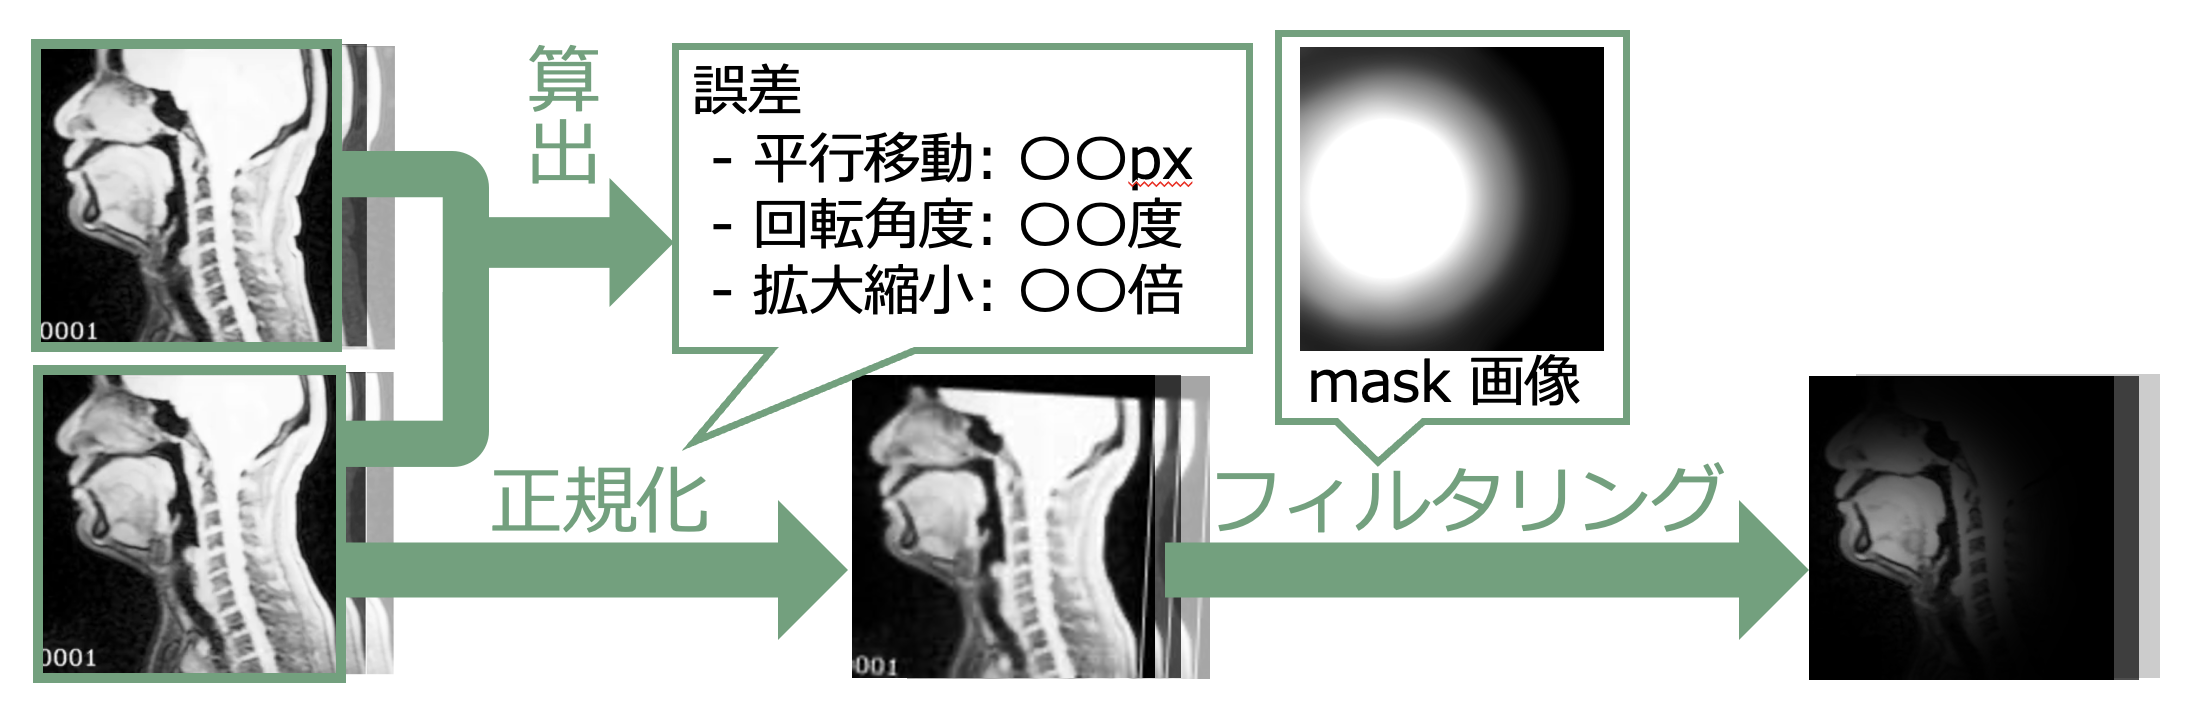 算出
誤差
- 平行移動: 〇〇px
- 回転角度: 〇〇度
- 拡大縮小: 〇〇倍
mask 画像
正規化
フィルタリング
0001
0001
0001